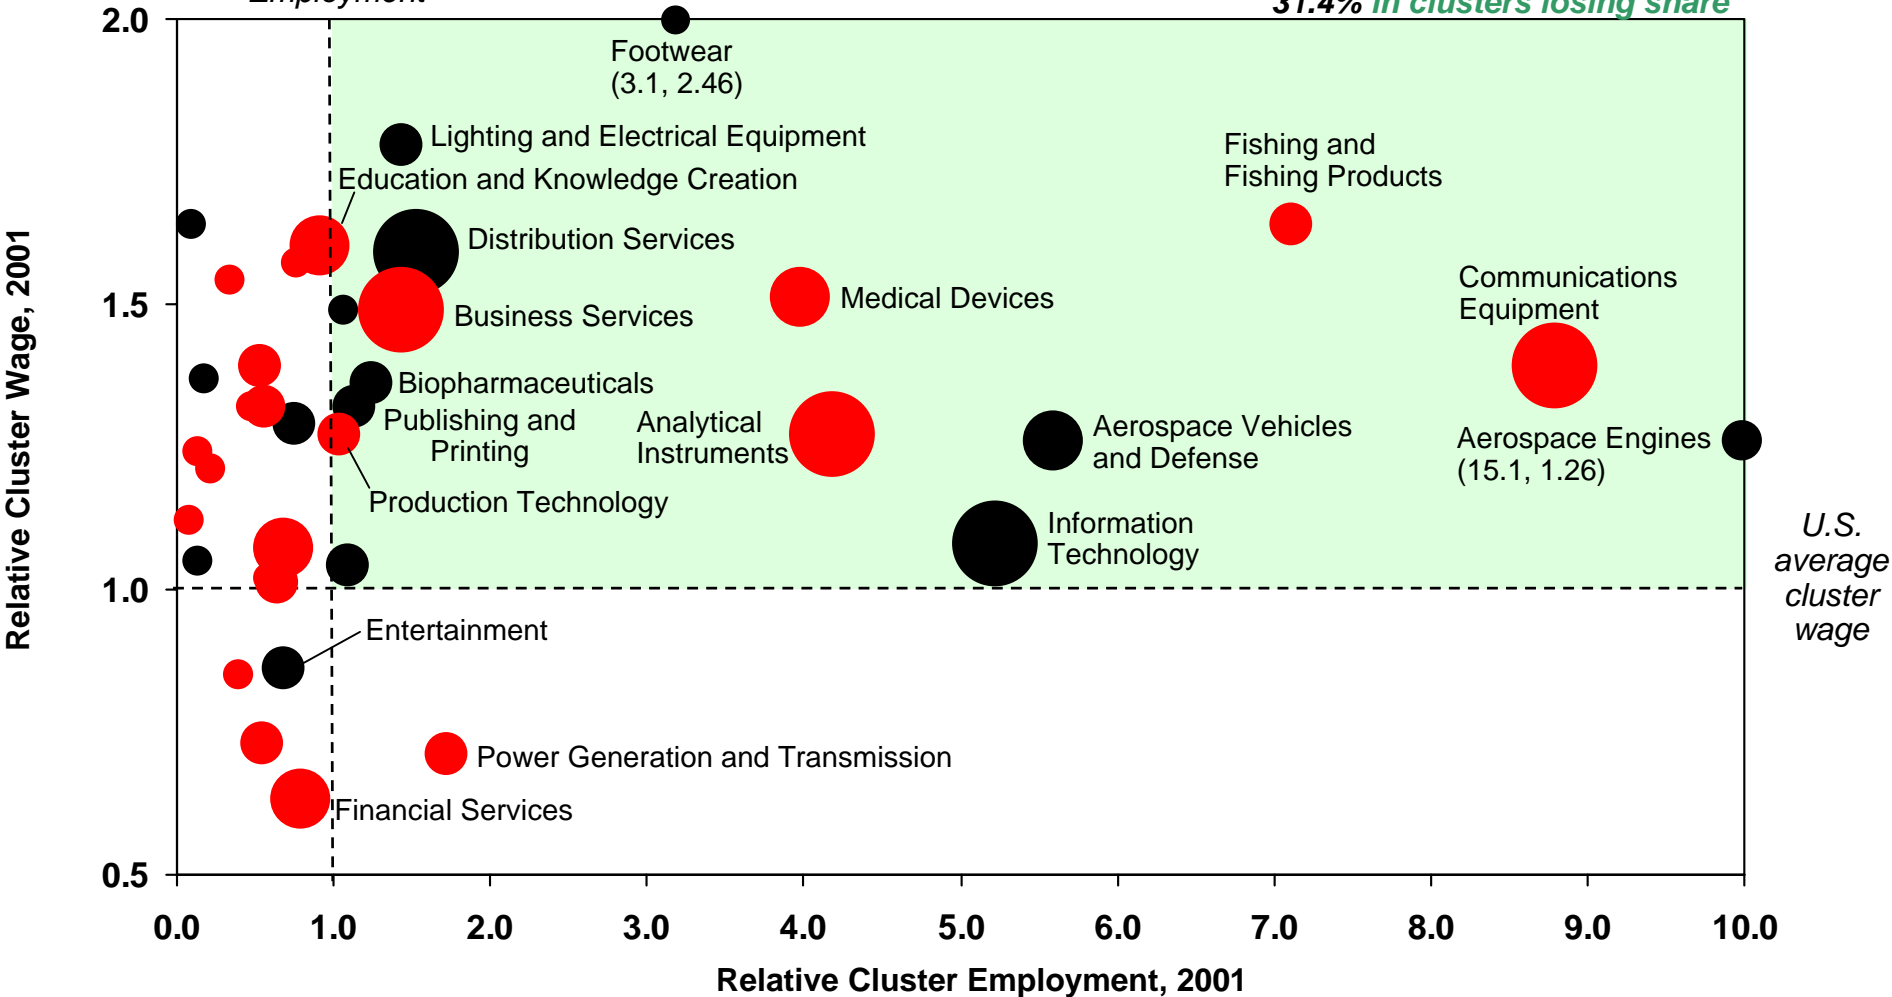 Employment
31.4% in clusters losing share
2.0
Footwear
(3.1, 2.46)
Lighting and Electrical Equipment
Fishing and
Fishing Products
Education and Knowledge Creation
Distribution Services
Communications
Equipment
Medical Devices
1.5
Business Services
Relative Cluster Wage, 2001
Biopharmaceuticals
Publishing and
Printing
Analytical
Instruments
Aerospace Vehicles
and Defense
Aerospace Engines
(15.1, 1.26)
Production Technology
Information
Technology
U.S.
average
cluster
wage
1.0
Entertainment
Power Generation and Transmission
Financial Services
0.5
0.0 1.0 2.0 3.0 4.0 5.0 6.0 7.0 8.0 9.0 10.0
Relative Cluster Employment, 2001